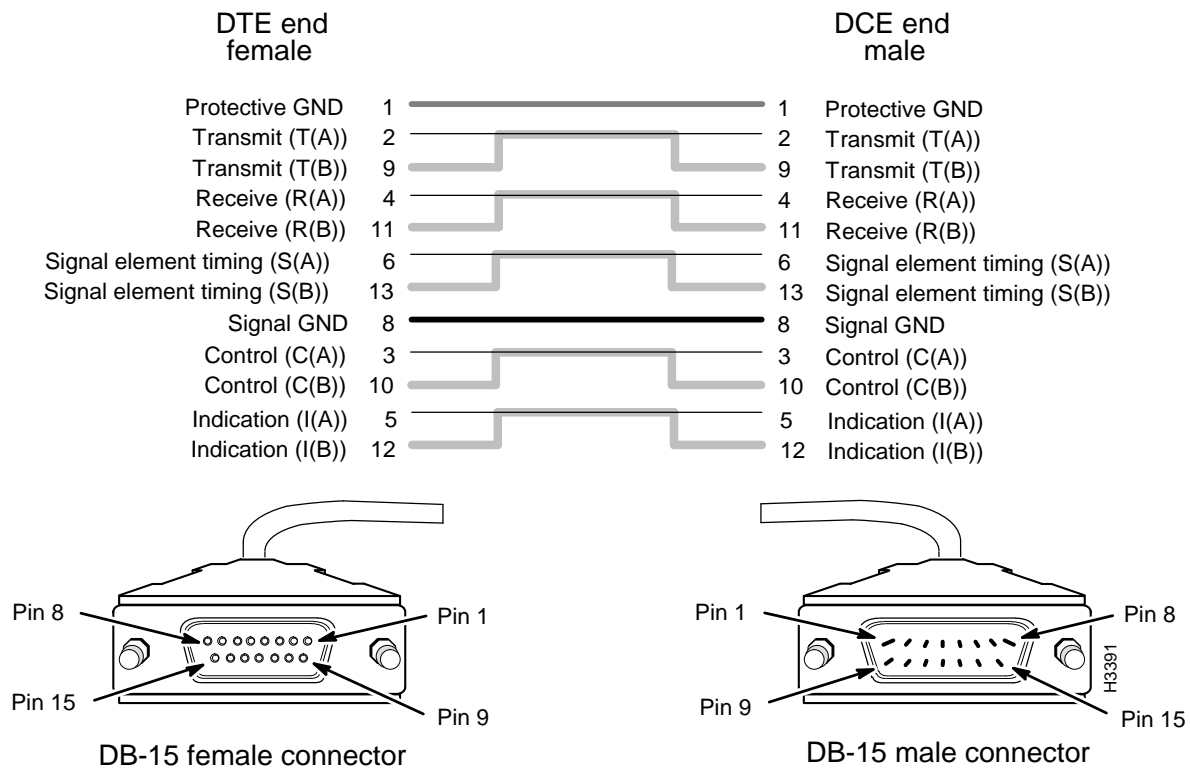 DTE end
female
DCE end
male
Protective GND 1 1 Protective GND
Transmit (T(A)) 2 2 Transmit (T(A))
Transmit (T(B)) 9 9 Transmit (T(B))
Receive (R(A)) 4 4 Receive (R(A))
Receive (R(B)) 11 11 Receive (R(B))
Signal element timing (S(A)) 6 6 Signal element timing (S(A))
Signal element timing (S(B)) 13 13 Signal element timing (S(B))
Signal GND 8 8 Signal GND
Control (C(A)) 3 3 Control (C(A))
Control (C(B)) 10 10 Control (C(B))
Indication (I(A)) 5 5 Indication (I(A))
Indication (I(B)) 12 12 Indication (I(B))
Pin 8
Pin 1
Pin 15
Pin 9
DB-15 female connector
Pin 1
Pin 8
Pin 9
Pin 15
H3391
DB-15 male connector